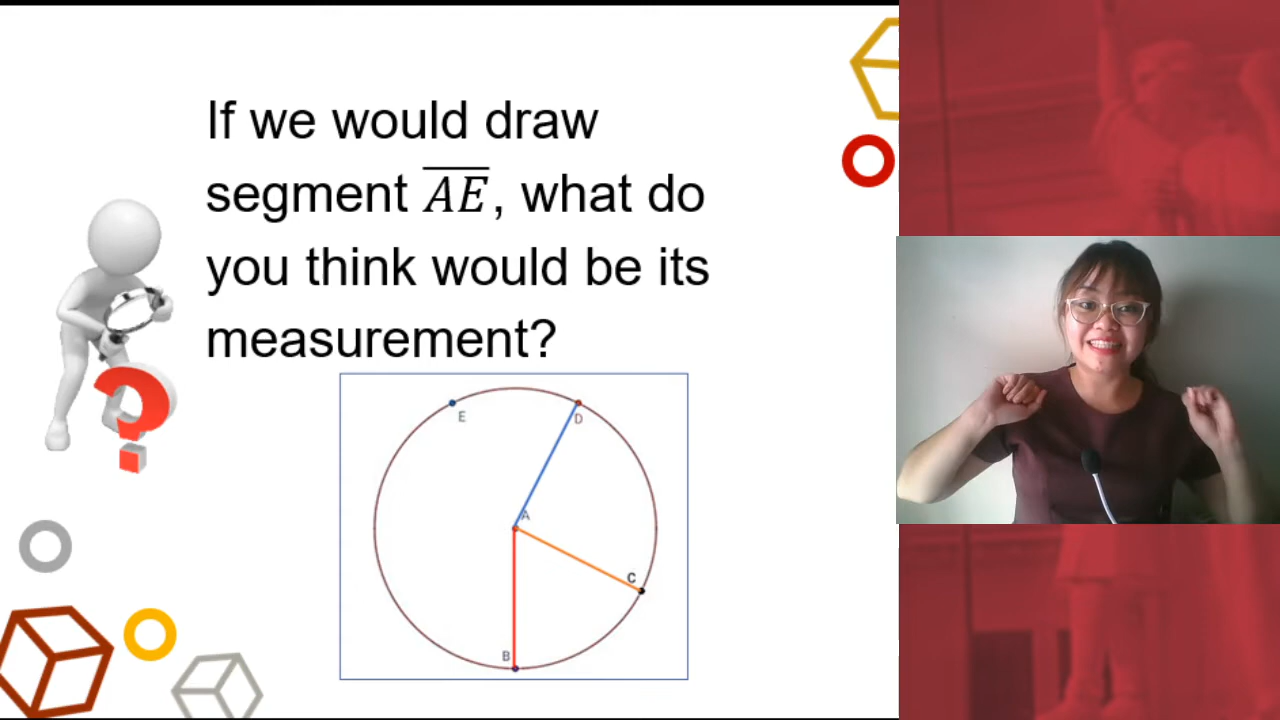 If we would draw
segment AE, what do
you think would be its
measurement?
E
D
A
C
B